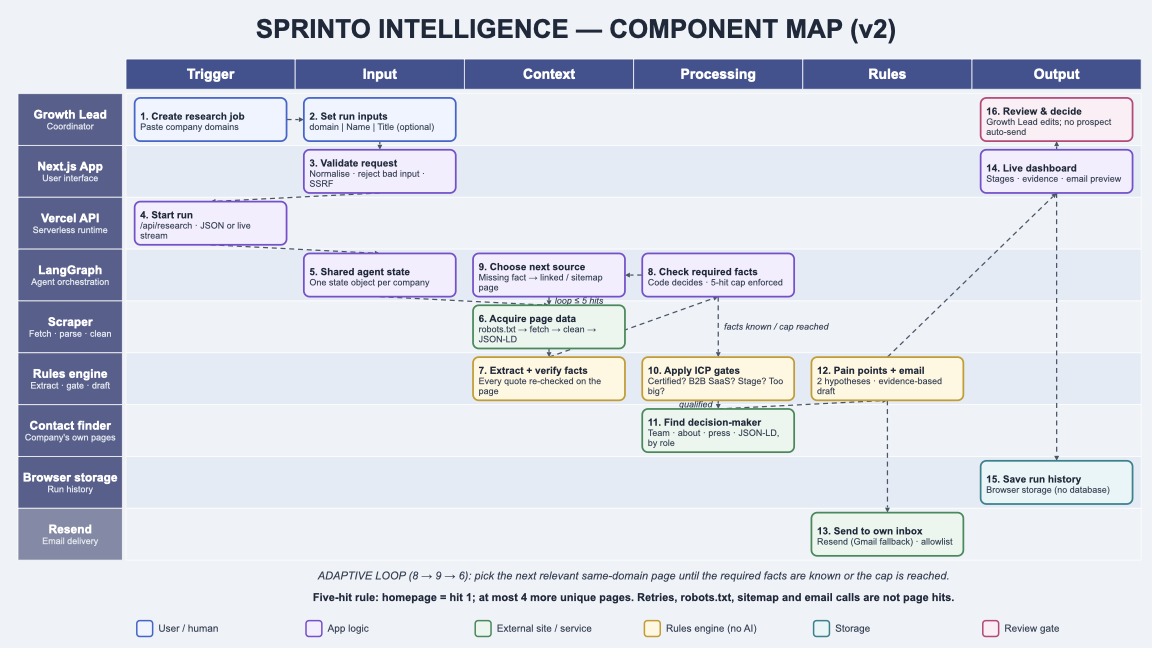 SPRINTO INTELLIGENCE — COMPONENT MAP (v2)
Trigger
Input
Context
Processing
Rules
Output
Growth Lead
Coordinator
1. Create research job
Paste company domains
2. Set run inputs
domain | Name | Title (optional)
16. Review & decide
Growth Lead edits; no prospect
auto-send
Next.js App
User interface
3. Validate request
Normalise · reject bad input ·
SSRF
14. Live dashboard
Stages · evidence · email preview
Vercel API
Serverless runtime
4. Start run
/api/research · JSON or live
stream
LangGraph
Agent orchestration
5. Shared agent state
One state object per company
9. Choose next source
Missing fact → linked / sitemap
page
8. Check required facts
Code decides · 5-hit cap enforced
loop ≤ 5 hits
Scraper
Fetch · parse · clean
6. Acquire page data
robots.txt → fetch → clean →
JSON-LD
facts known / cap reached
Rules engine
Extract · gate · draft
7. Extract + verify facts
Every quote re-checked on the
page
10. Apply ICP gates
Certified? B2B SaaS? Stage? Too
big?
12. Pain points + email
2 hypotheses · evidence-based
draft
qualified
Contact finder
Company's own pages
11. Find decision-maker
Team · about · press · JSON-LD,
by role
Browser storage
Run history
15. Save run history
Browser storage (no database)
Resend
Email delivery
13. Send to own inbox
Resend (Gmail fallback) · allowlist
ADAPTIVE LOOP (8 → 9 → 6): pick the next relevant same-domain page until the required facts are known or the cap is reached.
Five-hit rule: homepage = hit 1; at most 4 more unique pages. Retries, robots.txt, sitemap and email calls are not page hits.
User / human
App logic
External site / service
Rules engine (no AI)
Storage
Review gate